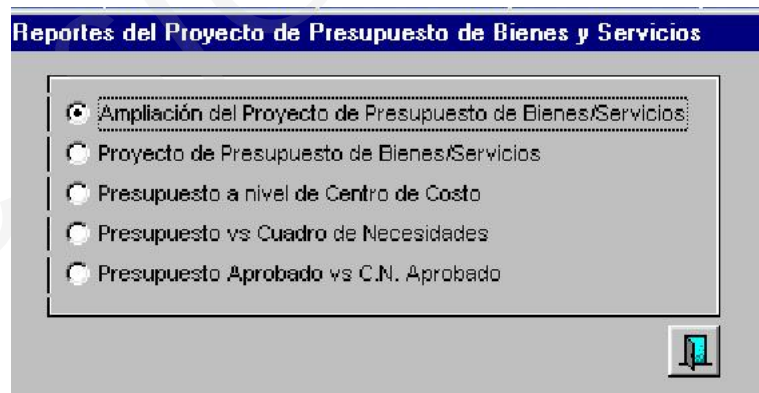 Reportes del Proyecto de Presupuesto de Bienes y Servicios
Ampliación del Proyecto de Presupuesto de Bienes/Servicios
Proyecto de Presupuesto de Bienes/Servicios
Presupuesto a nivel de Centro de Costo
Presupuesto vs Cuadro de Necesidades
Presupuesto Aprobado vs C.N. Aprobado